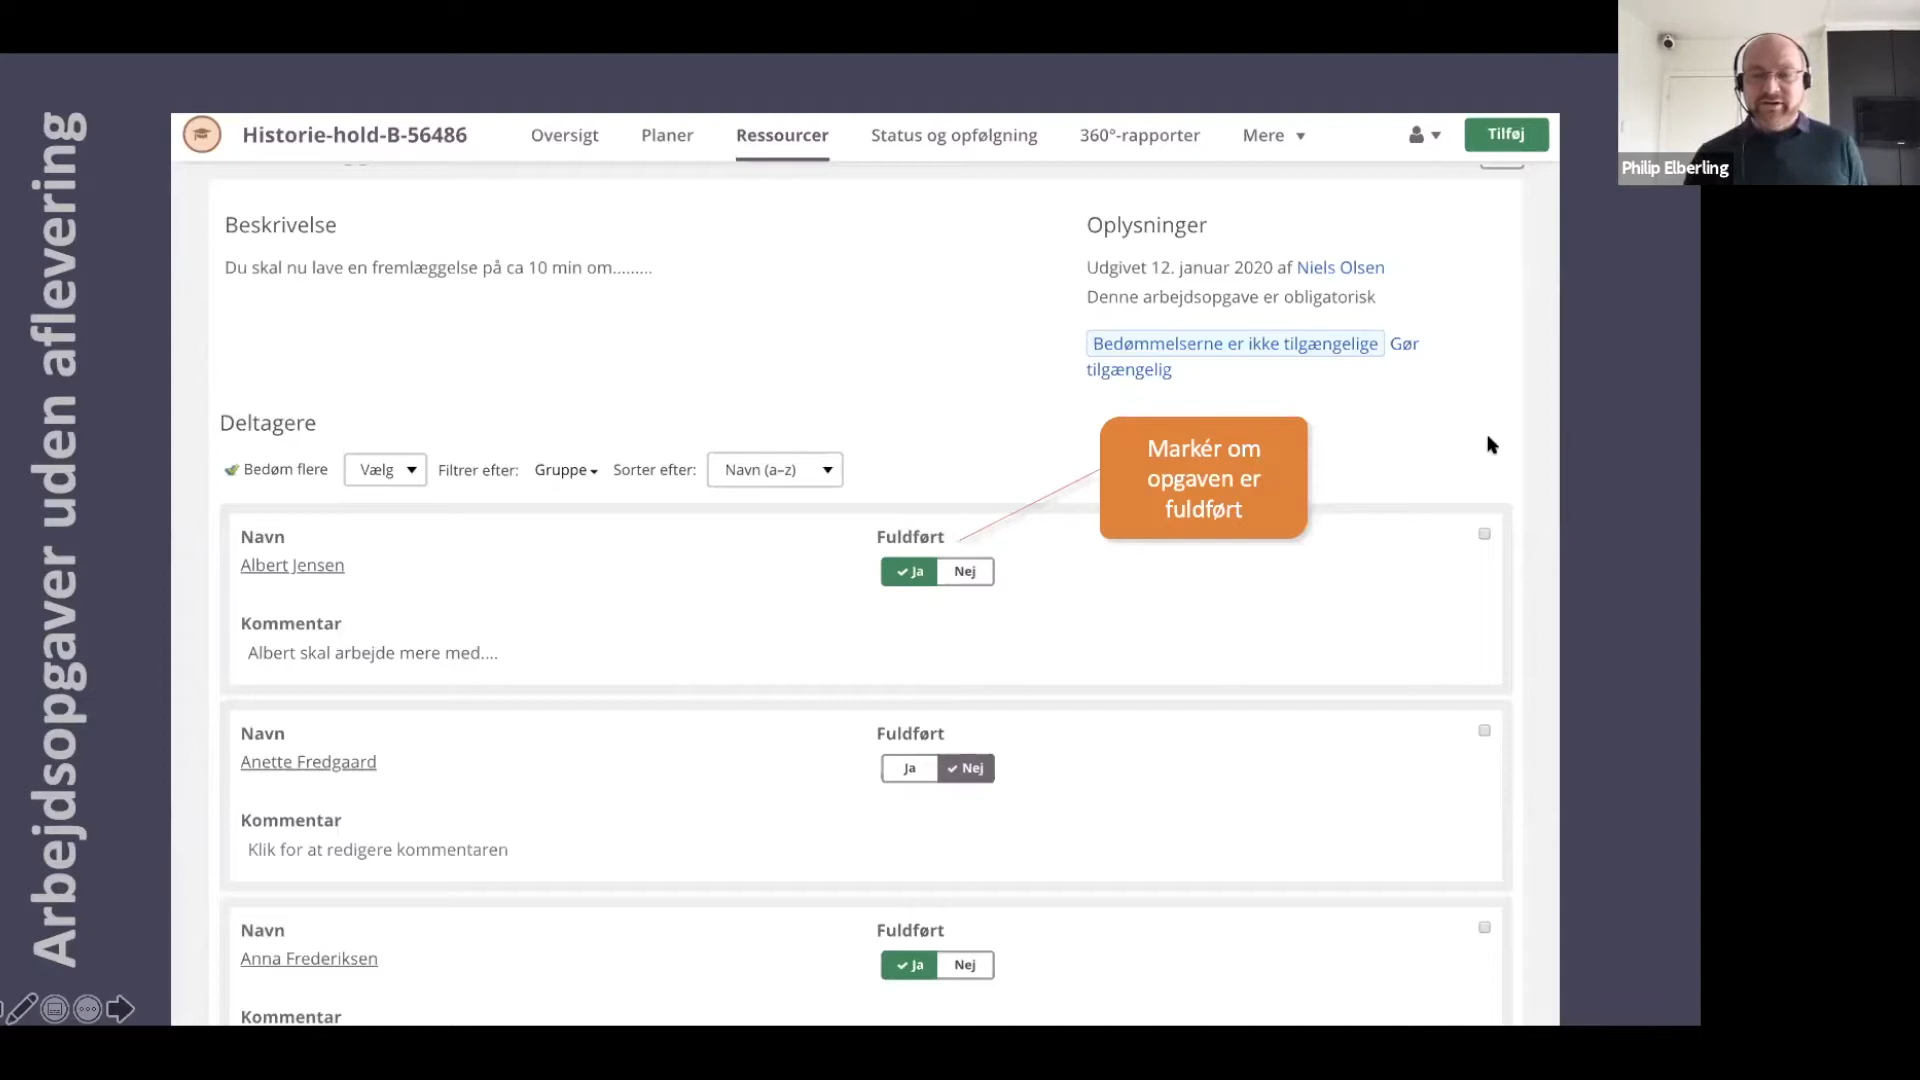 Arbejdsopgaver uden aflevering
Historie-hold-B-56486
Oversigt
Planer
Ressourcer
Status og opfølgning
360°-rapporter
Mere
Tilføj
Philip Elberling
Beskrivelse
Du skal nu lave en fremlæggelse på ca 10 min om.........
Oplysninger
Udgivet 12. januar 2020 af Niels Olsen
Denne arbejdsopgave er obligatorisk
Bedømmelserne er ikke tilgængelige Gør
tilgængelig
Deltagere
Bedøm flere
Vælg
Filtrer efter:
Gruppe
Sorter efter:
Navn (a–z)
Markér om
opgaven er
fuldført
Navn
Albert Jensen
Fuldført
Ja
Nej
Kommentar
Albert skal arbejde mere med....
Navn
Anette Fredgaard
Fuldført
Ja
Nej
Kommentar
Klik for at redigere kommentaren
Navn
Anna Frederiksen
Fuldført
Ja
Nej
Kommentar